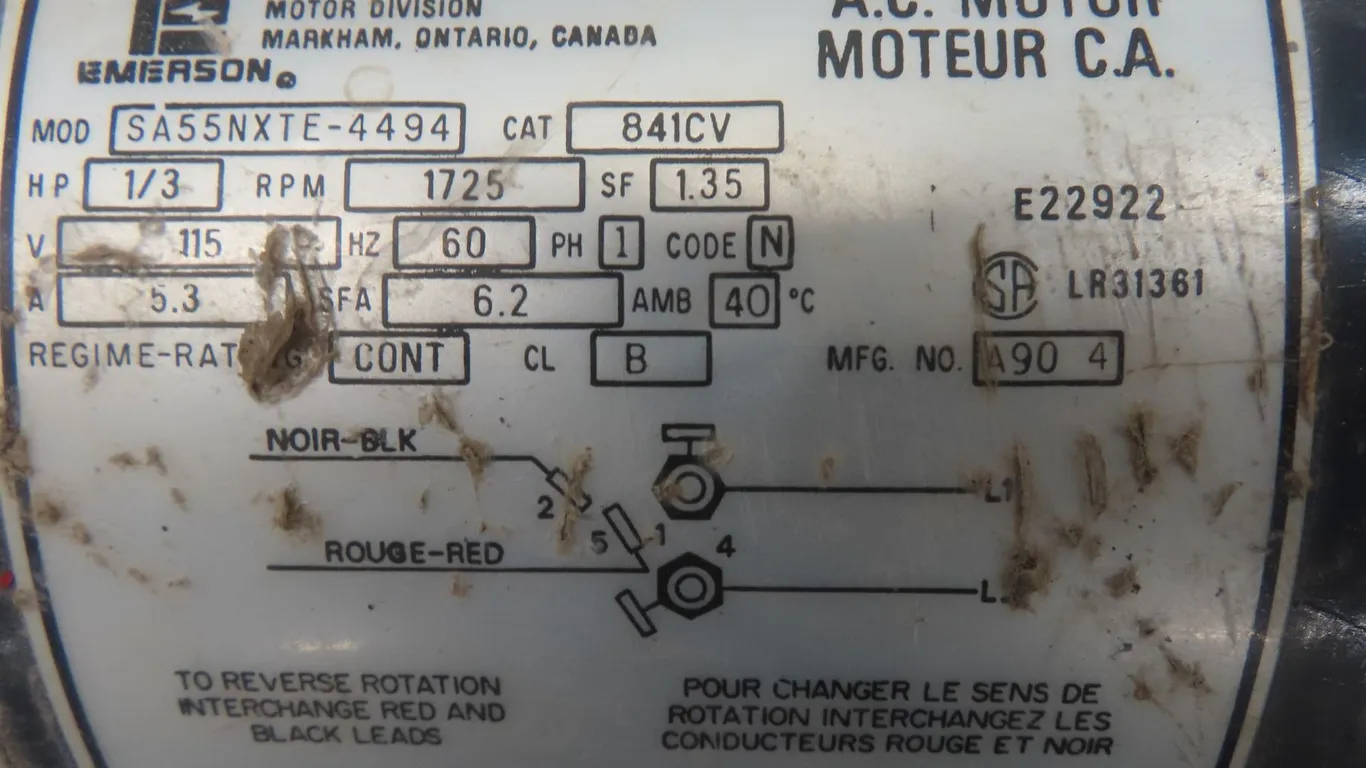 MOTOR DIVISION
MARKHAM, ONTARIO, CANADA
EMERSON
A.C. MOTOR
MOTEUR C.A.
MOD SA55NXTE-4494 CAT 841CV
HP 1/3 RPM 1725 SF 1.35
E22922
V 115 HZ 60 PH 1 CODE N
SA LR31361
A 5.3 SFA 6.2 AMB 40 °C
REGIME-RATING CONT CL B MFG. NO. A90 4
NOIR-BLK
L1
2
5 1 4
ROUGE-RED
TO REVERSE ROTATION
INTERCHANGE RED AND
BLACK LEADS
POUR CHANGER LE SENS DE
ROTATION INTERCHANGEZ LES
CONDUCTEURS ROUGE ET NOIR